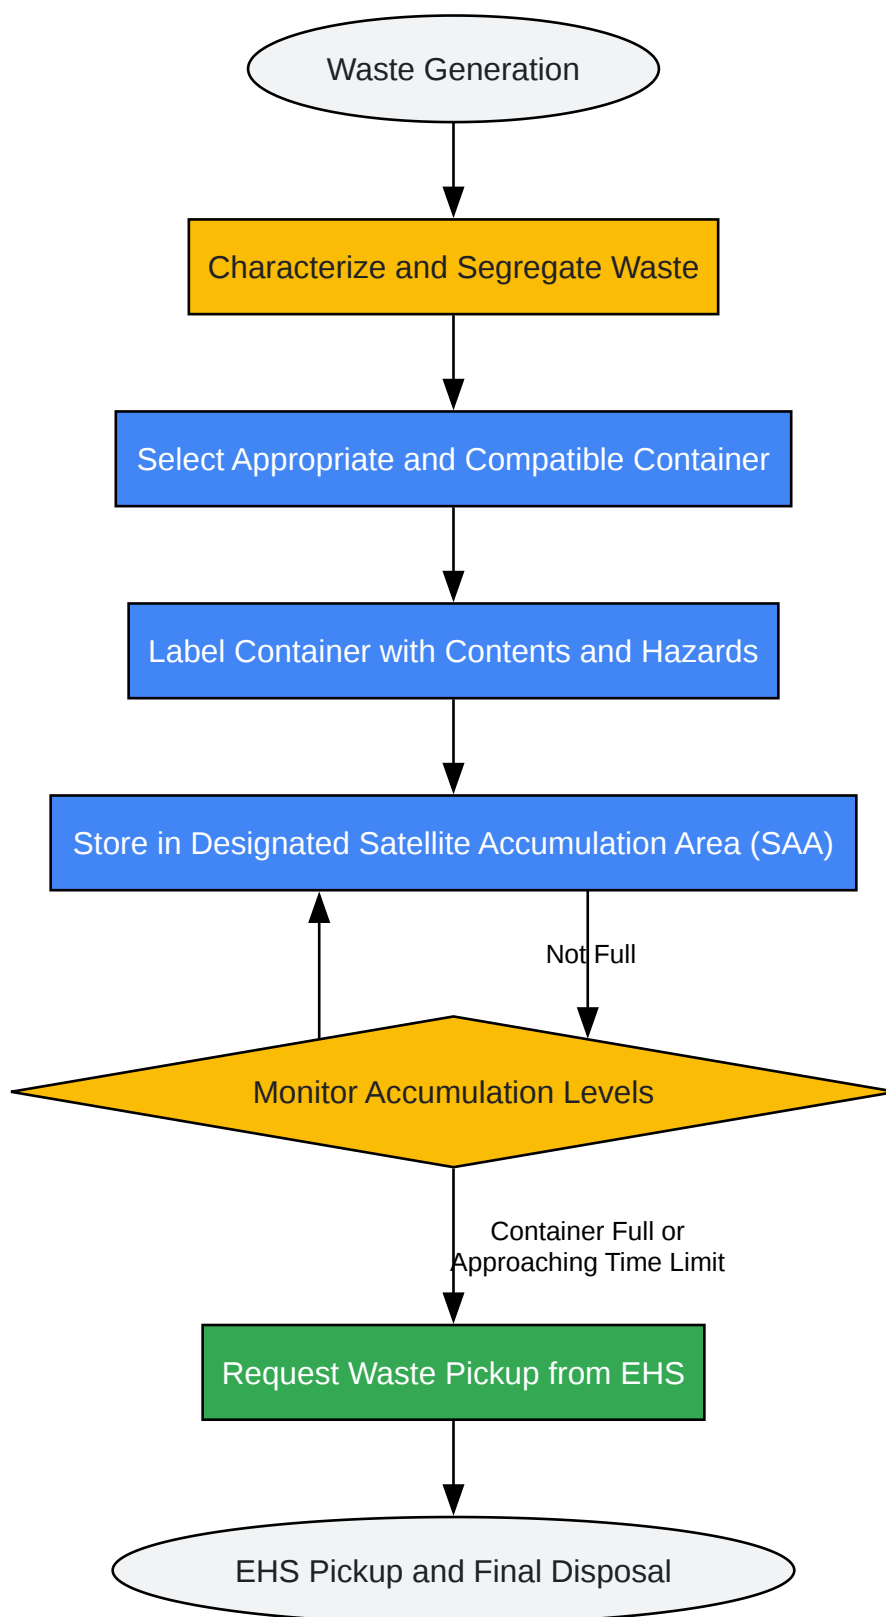 Waste Generation
Characterize and Segregate Waste
Select Appropriate and Compatible Container
Label Container with Contents and Hazards
Store in Designated Satellite Accumulation Area (SAA)
Not Full
Monitor Accumulation Levels
Container Full or
Approaching Time Limit
Request Waste Pickup from EHS
EHS Pickup and Final Disposal